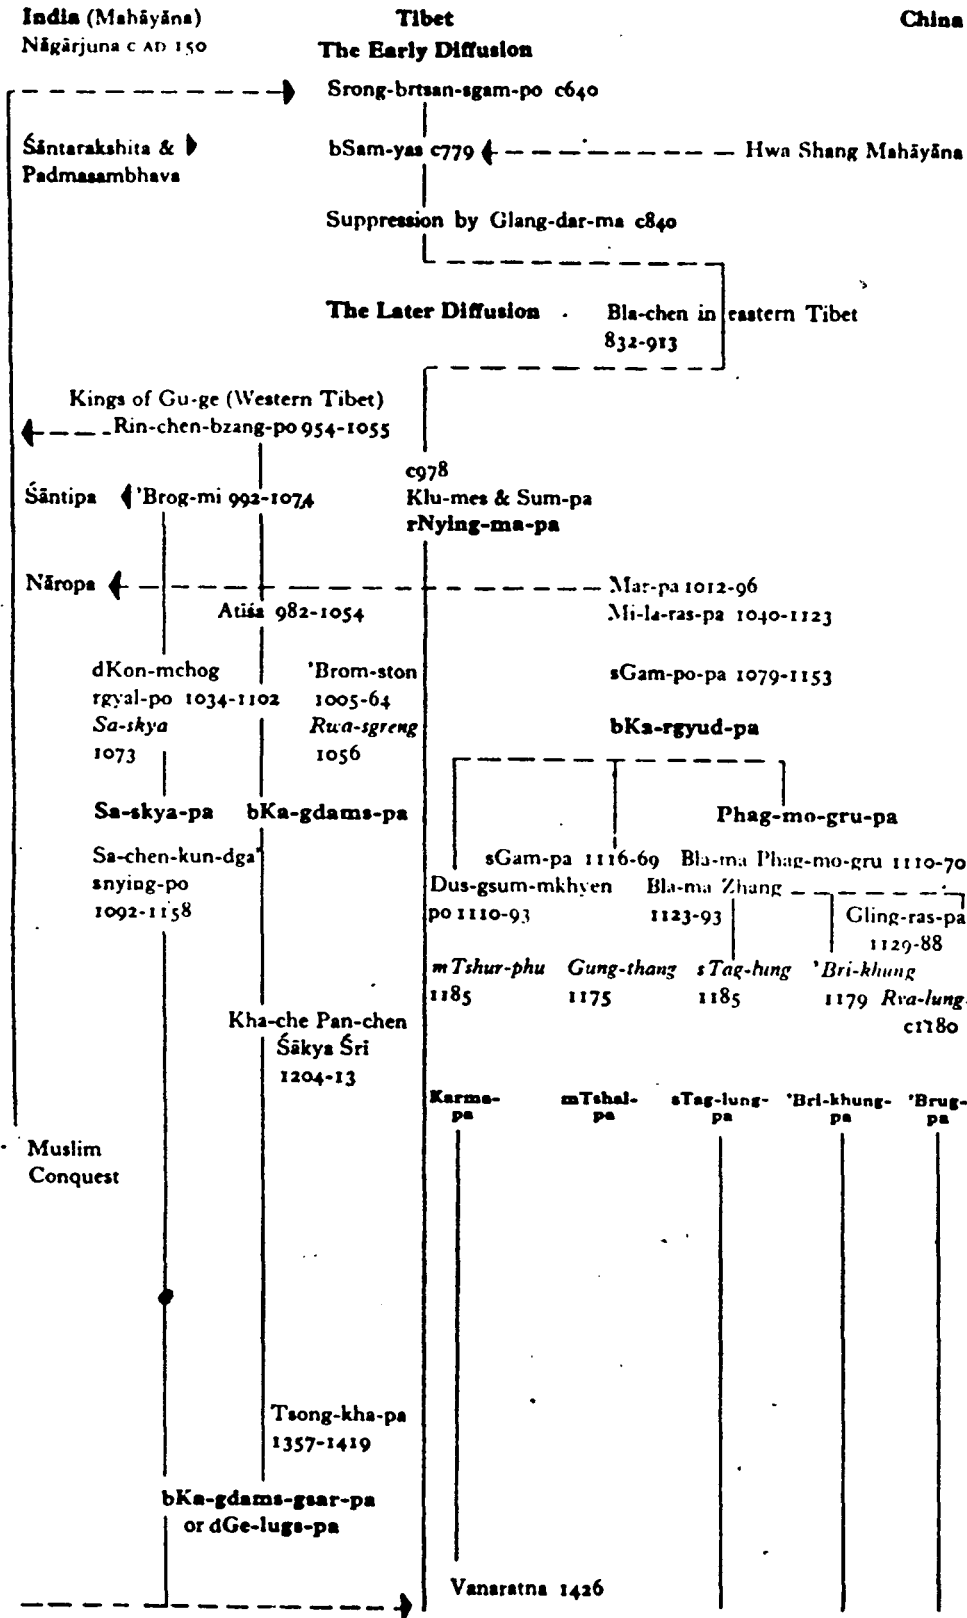 India (Mahāyāna) Tibet China
Nāgārjuna c AD 150 The Early Diffusion
Srong-brtsan-sgam-po c640
Śāntarakshita & bSam-yas c779 Hwa Shang Mahāyāna
Padmasambhava
Suppression by Glang-dar-ma c840
The Later Diffusion Bla-chen in eastern Tibet
832-913
Kings of Gu-ge (Western Tibet)
Rin-chen-bzang-po 954-1055
c978
Śāntipa 'Brog-mi 992-1074 Klu-mes & Sum-pa
rNying-ma-pa
Nāropa Mar-pa 1012-96
Atiśa 982-1054 Mi-la-ras-pa 1040-1123
dKon-mchog 'Brom-ston sGam-po-pa 1079-1153
rgyal-po 1034-1102 1005-64
Sa-skya Rwa-sgreng bKa-rgyud-pa
1073 1056
Sa-skya-pa bKa-gdams-pa Phag-mo-gru-pa
Sa-chen-kun-dga' sGam-pa 1116-69 Bla-ma Phag-mo-gru 1110-70
snying-po Dus-gsum-mkhyen Bla-ma Zhang
1092-1158 po 1110-93 1123-93 Gling-ras-pa
1129-88
mTshur-phu Gung-thang sTag-lung 'Bri-khung
1185 1175 1185 1179 Rva-lung-
Kha-che Pan-chen c1180
Śākya Śrī
1204-13
Karma- mTshal- sTag-lung- 'Bri-khung- 'Brug-
pa pa pa pa pa
Muslim
Conquest
Tsong-kha-pa
1357-1419
bKa-gdams-gsar-pa
or dGe-lugs-pa
Vanaratna 1426